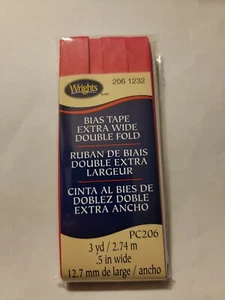 Wrights
206 1232
BIAS TAPE
EXTRA WIDE
DOUBLE FOLD
RUBAN DE BIAIS
DOUBLE EXTRA
LARGEUR
CINTA AL BIES DE
DOBLEZ DOBLE
EXTRA ANCHO
PC206
3 yd / 2.74 m
.5 in wide
12.7 mm de large / ancho